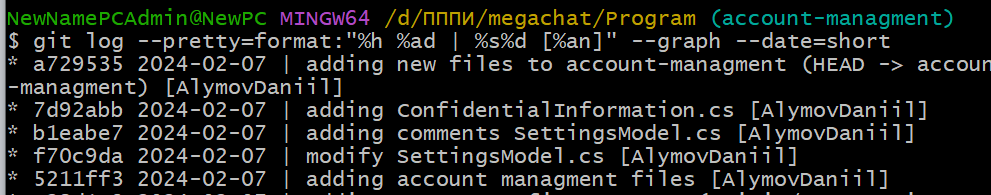 NewNamePCAdmin@NewPC MINGW64 /d/ПППИ/megachat/Program (account-managment)
$ git log --pretty=format:"%h %ad | %s%d [%an]" --graph --date=short
* a729535 2024-02-07 | adding new files to account-managment (HEAD -> accoun
-managment) [AlymovDaniil]
* 7d92abb 2024-02-07 | adding ConfidentialInformation.cs [AlymovDaniil]
* b1eabe7 2024-02-07 | adding comments SettingsModel.cs [AlymovDaniil]
* f70c9da 2024-02-07 | modify SettingsModel.cs [AlymovDaniil]
* 5211ff3 2024-02-07 | adding account managment files [AlymovDaniil]